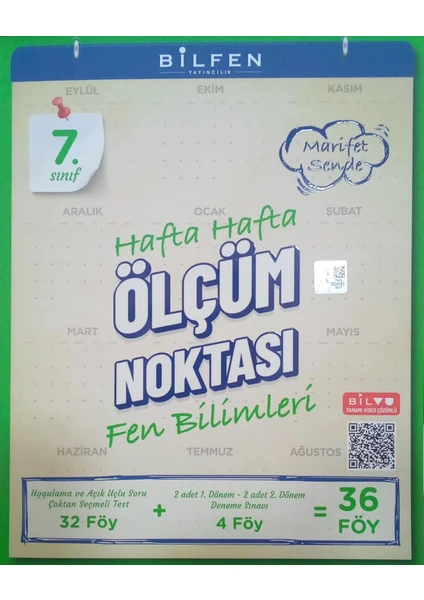 BİLFEN
YAYINCILIK
EYLÜL EKİM KASIM
7.
sınıf
Marifet
Sende
ARALIK OCAK ŞUBAT
Hafta Hafta
ÖLÇÜM
MART MAYIS
NOKTASI
Fen Bilimleri
BİLVU
TAMAMI VİDEO ÇÖZÜMLÜ
HAZİRAN TEMMUZ AĞUSTOS
Uygulama ve Açık Uçlu Soru
Çoktan Seçmeli Test
32 Föy
+
2 adet 1. Dönem - 2 adet 2. Dönem
Deneme Sınavı
4 Föy
=
36
FÖY